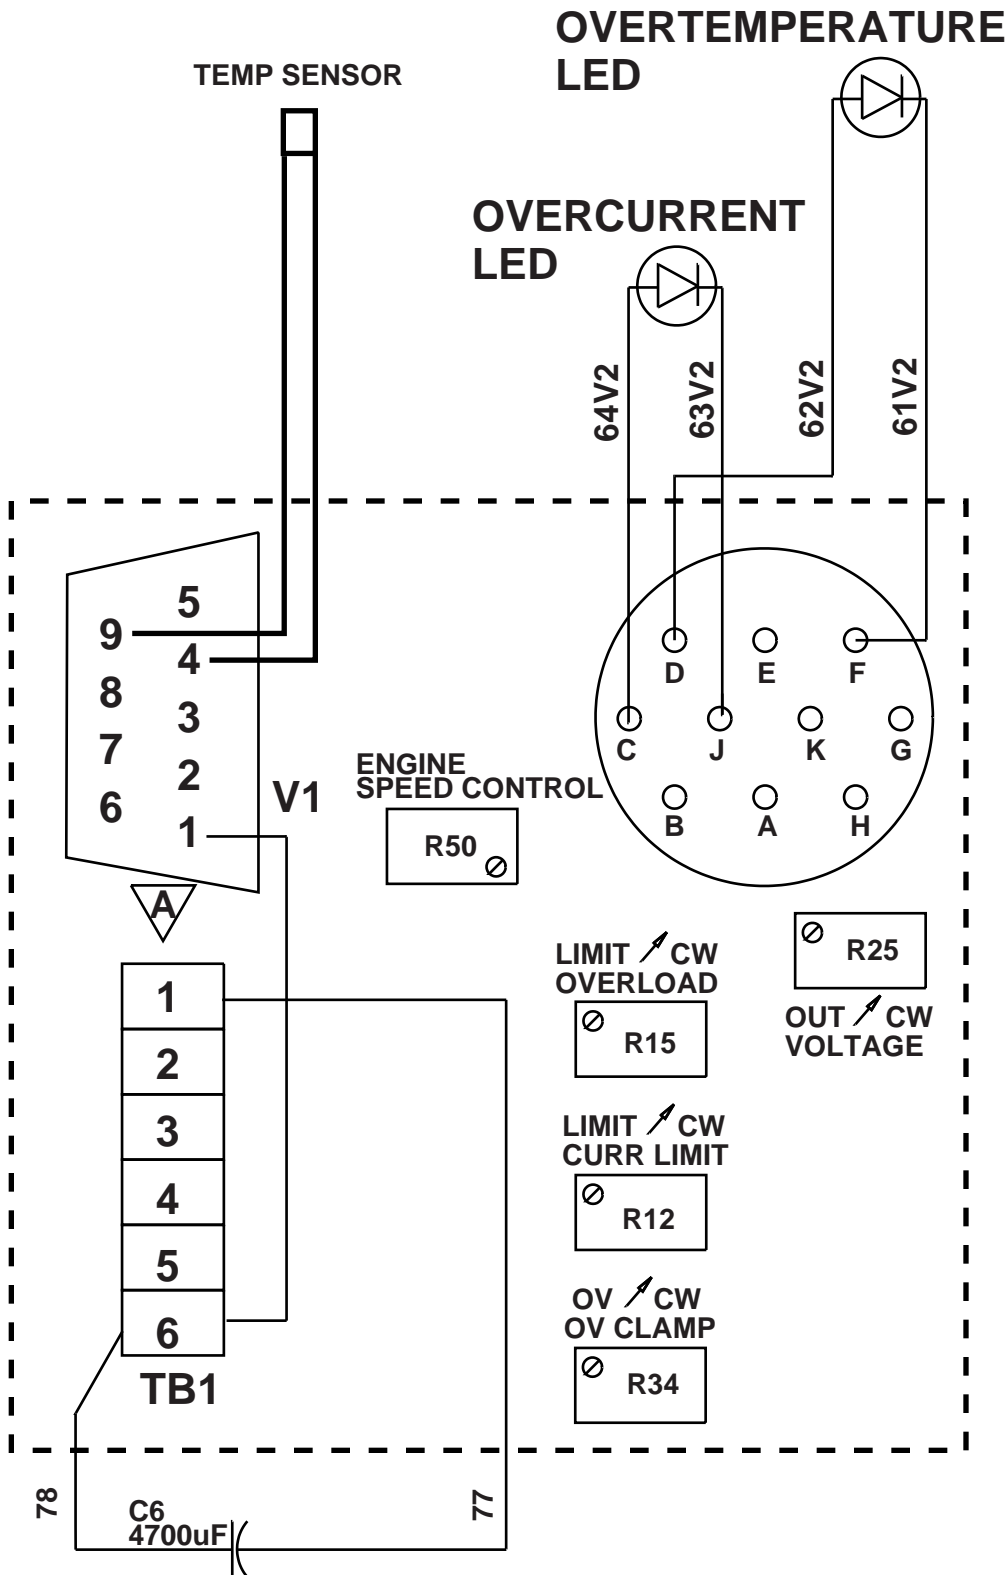 OVERTEMPERATURE
LED
TEMP SENSOR
OVERCURRENT
LED
64V2
63V2
62V2
61V2
5
9
4
8
3
7
2
6
1
V1
A
D
E
F
C
J
K
G
B
A
H
ENGINE
SPEED CONTROL
R50
LIMIT CW
OVERLOAD
R15
R25
OUT CW
VOLTAGE
LIMIT CW
CURR LIMIT
R12
OV CW
OV CLAMP
R34
1
2
3
4
5
6
TB1
78
C6
4700uF
77